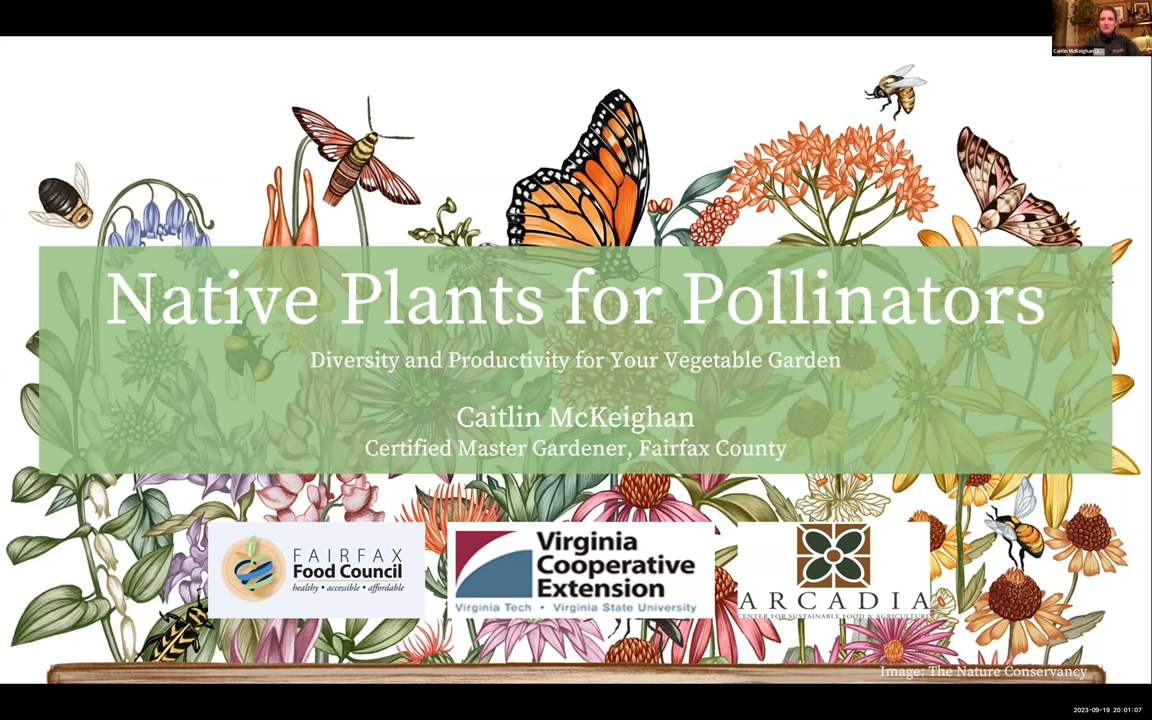 Caitlin McKeighan
Native Plants for Pollinators
Diversity and Productivity for Your Vegetable Garden
Caitlin McKeighan
Certified Master Gardener, Fairfax County
FAIRFAX
Food Council
healthy • accessible • affordable
Virginia
Cooperative
Extension
Virginia Tech • Virginia State University
ARCADIA
CENTER FOR SUSTAINABLE FOOD & AGRICULTURE
Image: The Nature Conservancy
2023-09-19 20:01:07